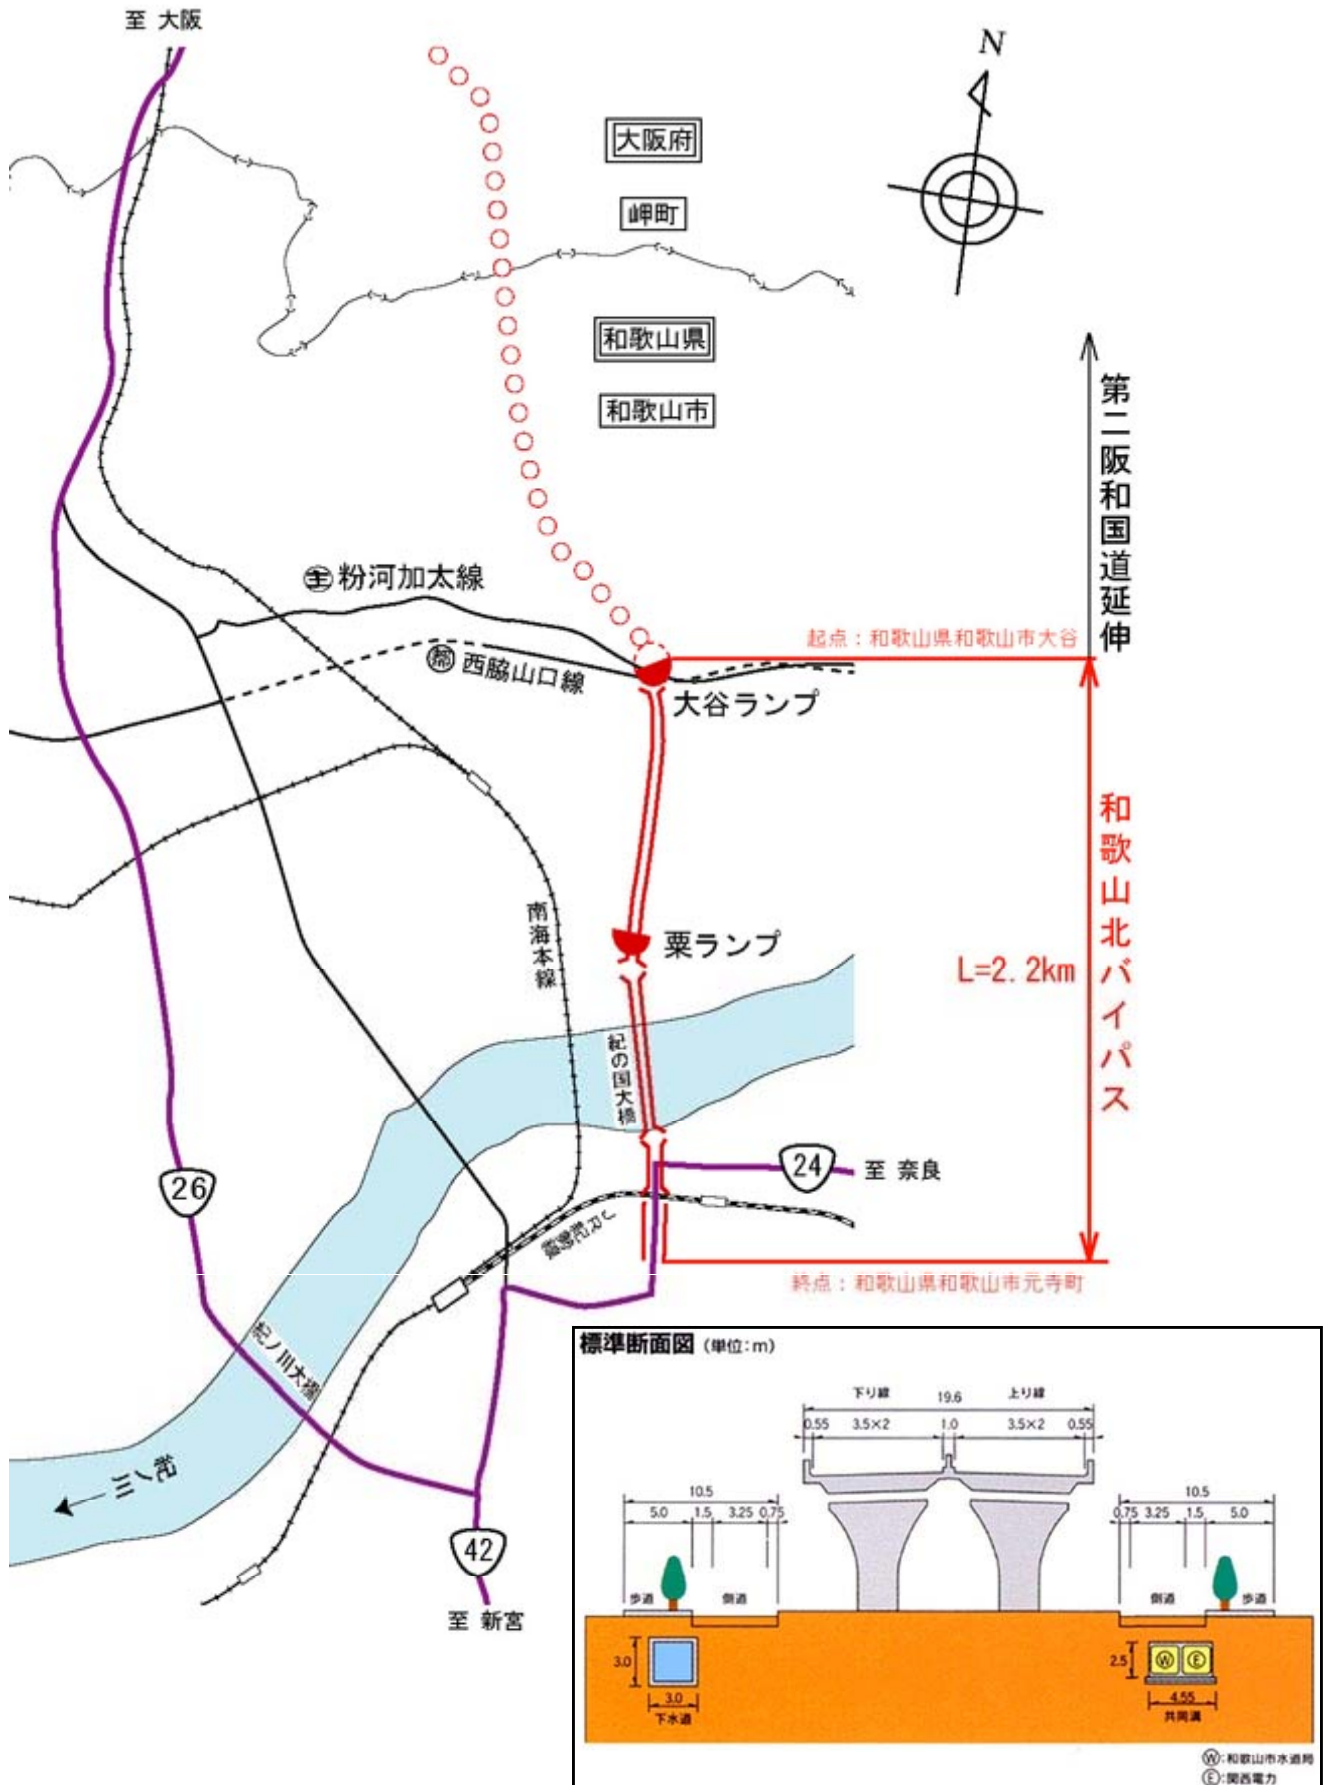 至 大阪
N
大阪府
岬町
和歌山県
和歌山市
第二阪和国道延伸
主 粉河加太線
都 西脇山口線
起点：和歌山県和歌山市大谷
大谷ランプ
和歌山北バイパス
L=2.2km
南海本線
粟ランプ
紀の国大橋
26
24
至 奈良
JR紀勢線
終点：和歌山県和歌山市元寺町
紀ノ川大橋
紀ノ川
42
至 新宮
標準断面図（単位：m）
下り線 19.6 上り線
0.55 3.5×2 1.0 3.5×2 0.55
10.5
5.0 1.5 3.25 0.75
10.5
0.75 3.25 1.5 5.0
歩道 側道
側道 歩道
3.0
3.0
下水道
2.5
W E
4.55
共同溝
W：和歌山市水道局
E：関西電力